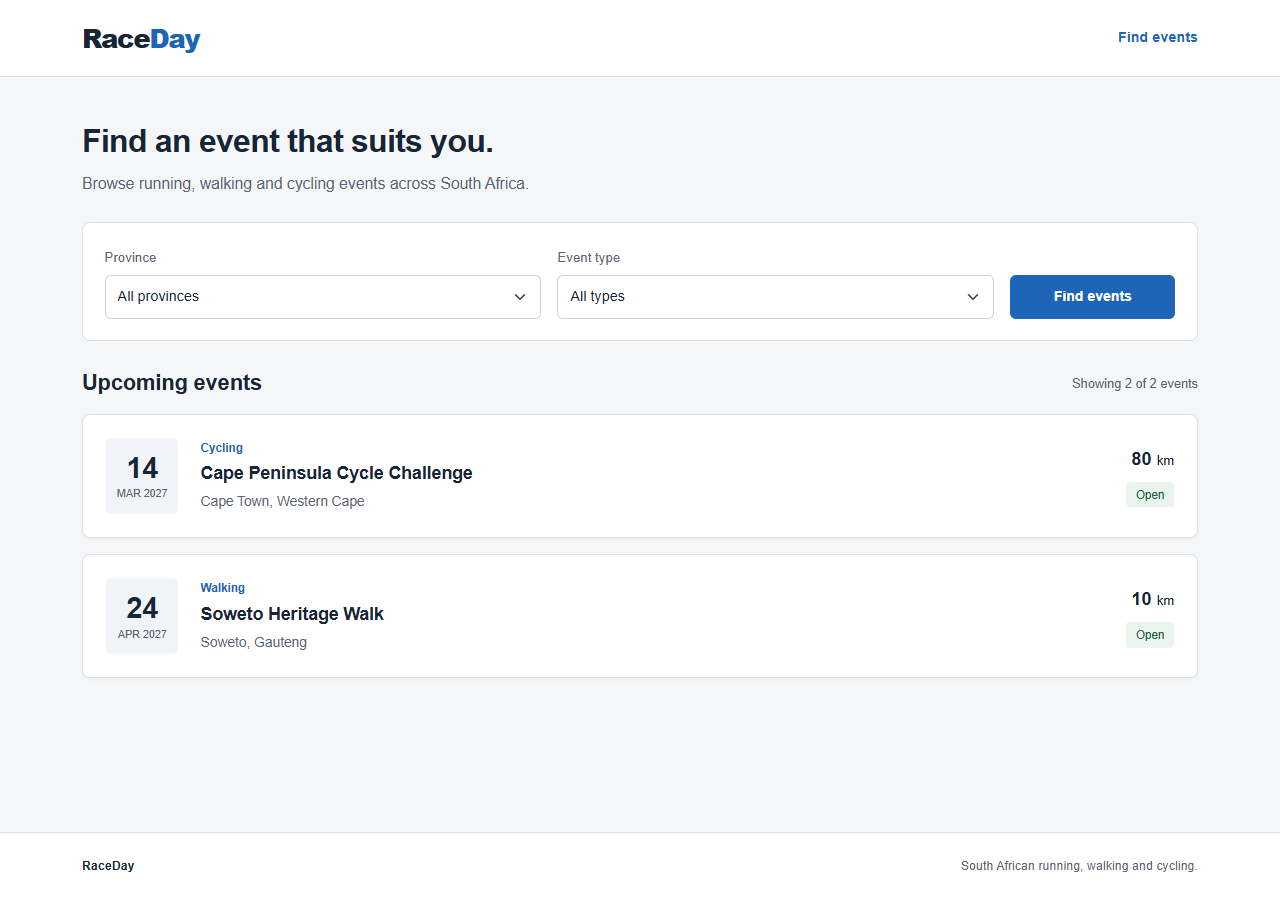 RaceDay
Find events
Find an event that suits you.
Browse running, walking and cycling events across South Africa.
Province
Event type
All provinces
All types
Find events
Upcoming events
Showing 2 of 2 events
14
MAR 2027
Cycling
Cape Peninsula Cycle Challenge
Cape Town, Western Cape
80 km
Open
24
APR 2027
Walking
Soweto Heritage Walk
Soweto, Gauteng
10 km
Open
RaceDay
South African running, walking and cycling.